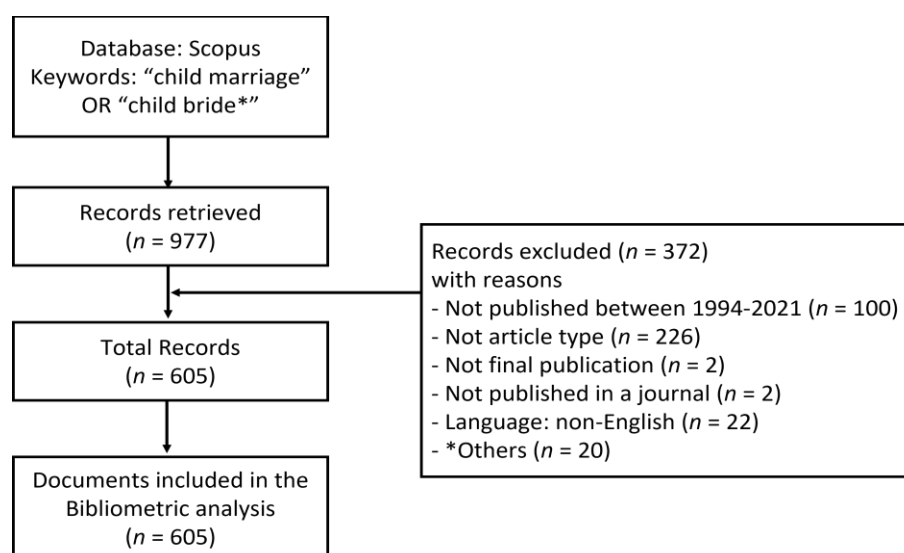 Database: Scopus
Keywords: “child marriage”
OR “child bride*”
Records retrieved
(n = 977)
Records excluded (n = 372)
with reasons
- Not published between 1994-2021 (n = 100)
- Not article type (n = 226)
- Not final publication (n = 2)
- Not published in a journal (n = 2)
- Language: non-English (n = 22)
- *Others (n = 20)
Total Records
(n = 605)
Documents included in the
Bibliometric analysis
(n = 605)